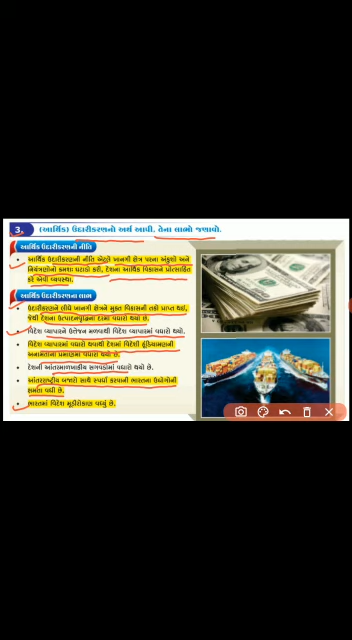 3. (આર્થિક) ઉદારીકરણનો અર્થ આપી, તેના લાભો જણાવો.
આર્થિક ઉદારીકરણની નીતિ
• આર્થિક ઉદારીકરણની નીતિ એટલે ખાનગી ક્ષેત્ર પરના અંકુશો અને
નિયંત્રણોનો ક્રમશઃ ઘટાડો કરી, દેશના આર્થિક વિકાસને પ્રોત્સાહિત
કરે એવી વ્યવસ્થા.
આર્થિક ઉદારીકરણના લાભ
• ઉદારીકરણને લીધે ખાનગી ક્ષેત્રને મુક્ત વિકાસની તકો પ્રાપ્ત થઇ,
જેથી દેશના ઉત્પાદનવૃદ્ધિના દરમાં વધારો થયો છે.
• વિદેશ વ્યાપારને ઉત્તેજન મળવાથી વિદેશ વ્યાપારમાં વધારો થયો.
• વિદેશ વ્યાપારમાં વધારો થવાથી દેશમાં વિદેશી હૂંડિયામણની
અનામતોના પ્રમાણમાં વધારો થયો છે.
• દેશની આંતરમાળખાકીય સગવડોમાં વધારો થયો છે.
• આંતરરાષ્ટ્રીય બજારો સાથે સ્પર્ધા કરવાની ભારતના ઉદ્યોગોની
ક્ષમતા વધી છે.
• ભારતમાં વિદેશ મૂડીરોકાણ વધ્યું છે.